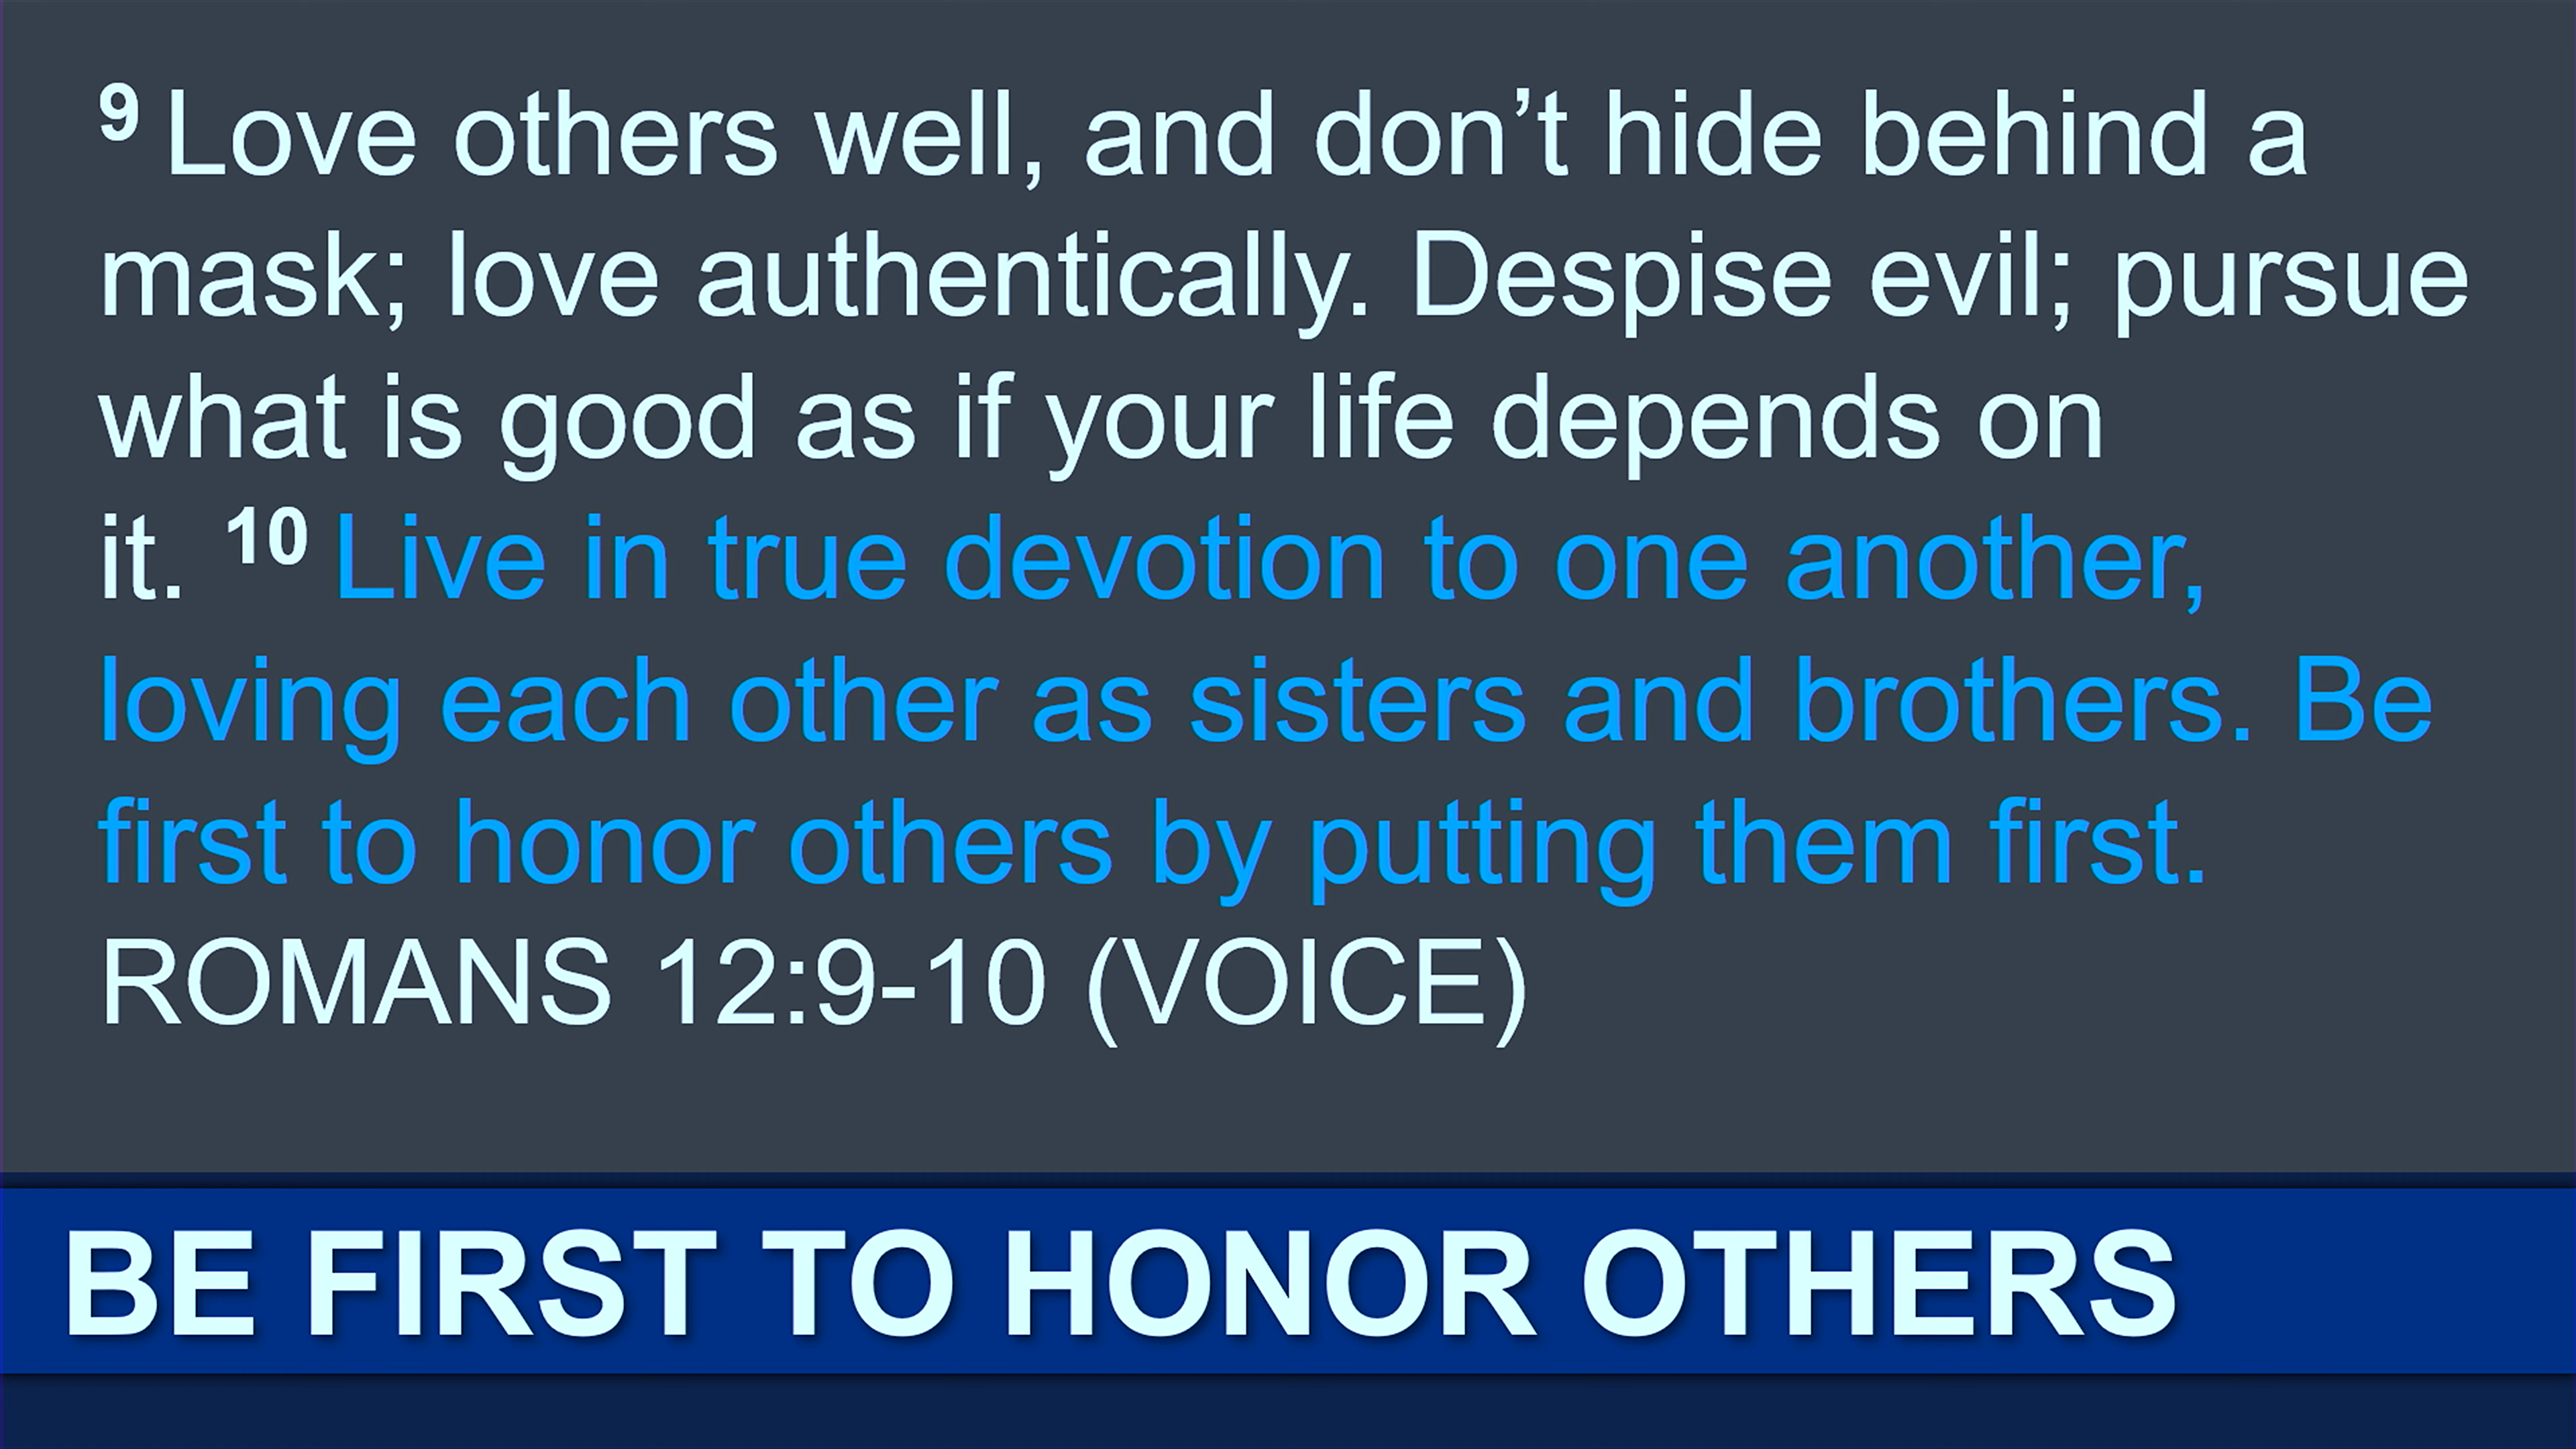 9 Love others well, and don’t hide behind a
mask; love authentically. Despise evil; pursue
what is good as if your life depends on
it. 10 Live in true devotion to one another,
loving each other as sisters and brothers. Be
first to honor others by putting them first.
ROMANS 12:9-10 (VOICE)
BE FIRST TO HONOR OTHERS